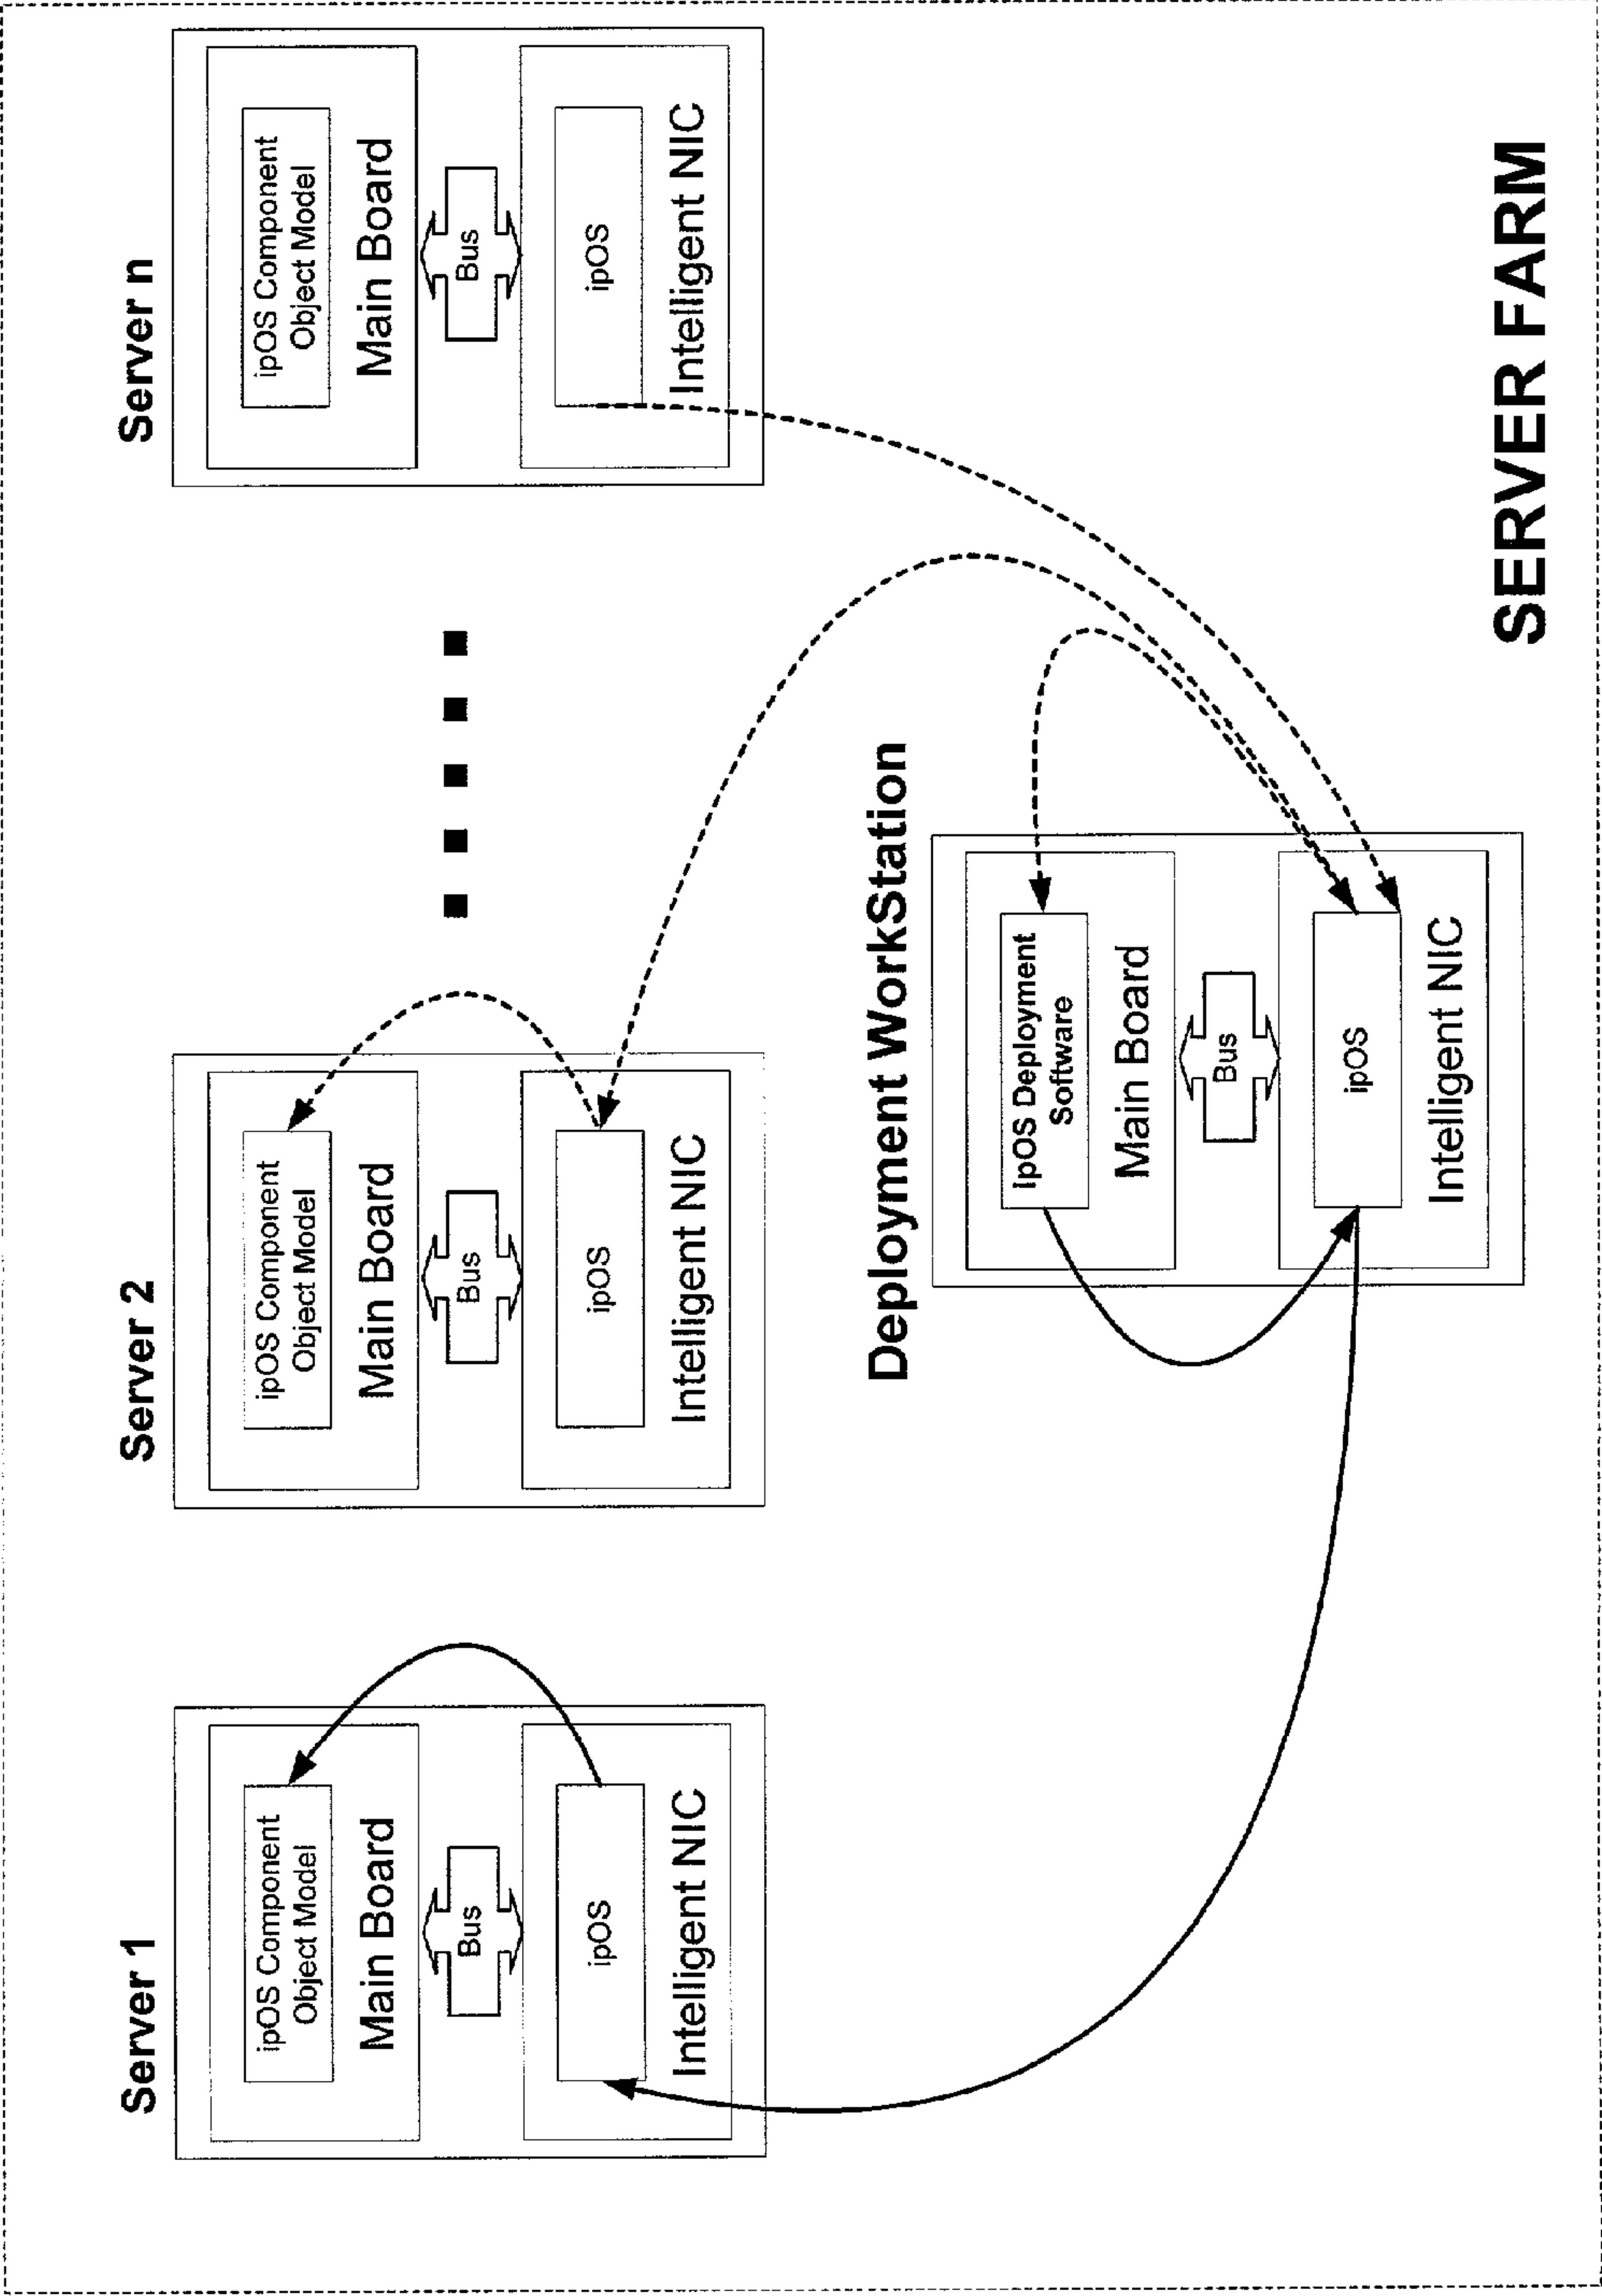 Server 1
ipOS Component
Object Model
Main Board
Bus
ipOS
Intelligent NIC
Server 2
ipOS Component
Object Model
Main Board
Bus
ipOS
Intelligent NIC
Server n
ipOS Component
Object Model
Main Board
Bus
ipOS
Intelligent NIC
Deployment WorkStation
ipOS Deployment
Software
Main Board
Bus
ipOS
Intelligent NIC
SERVER FARM